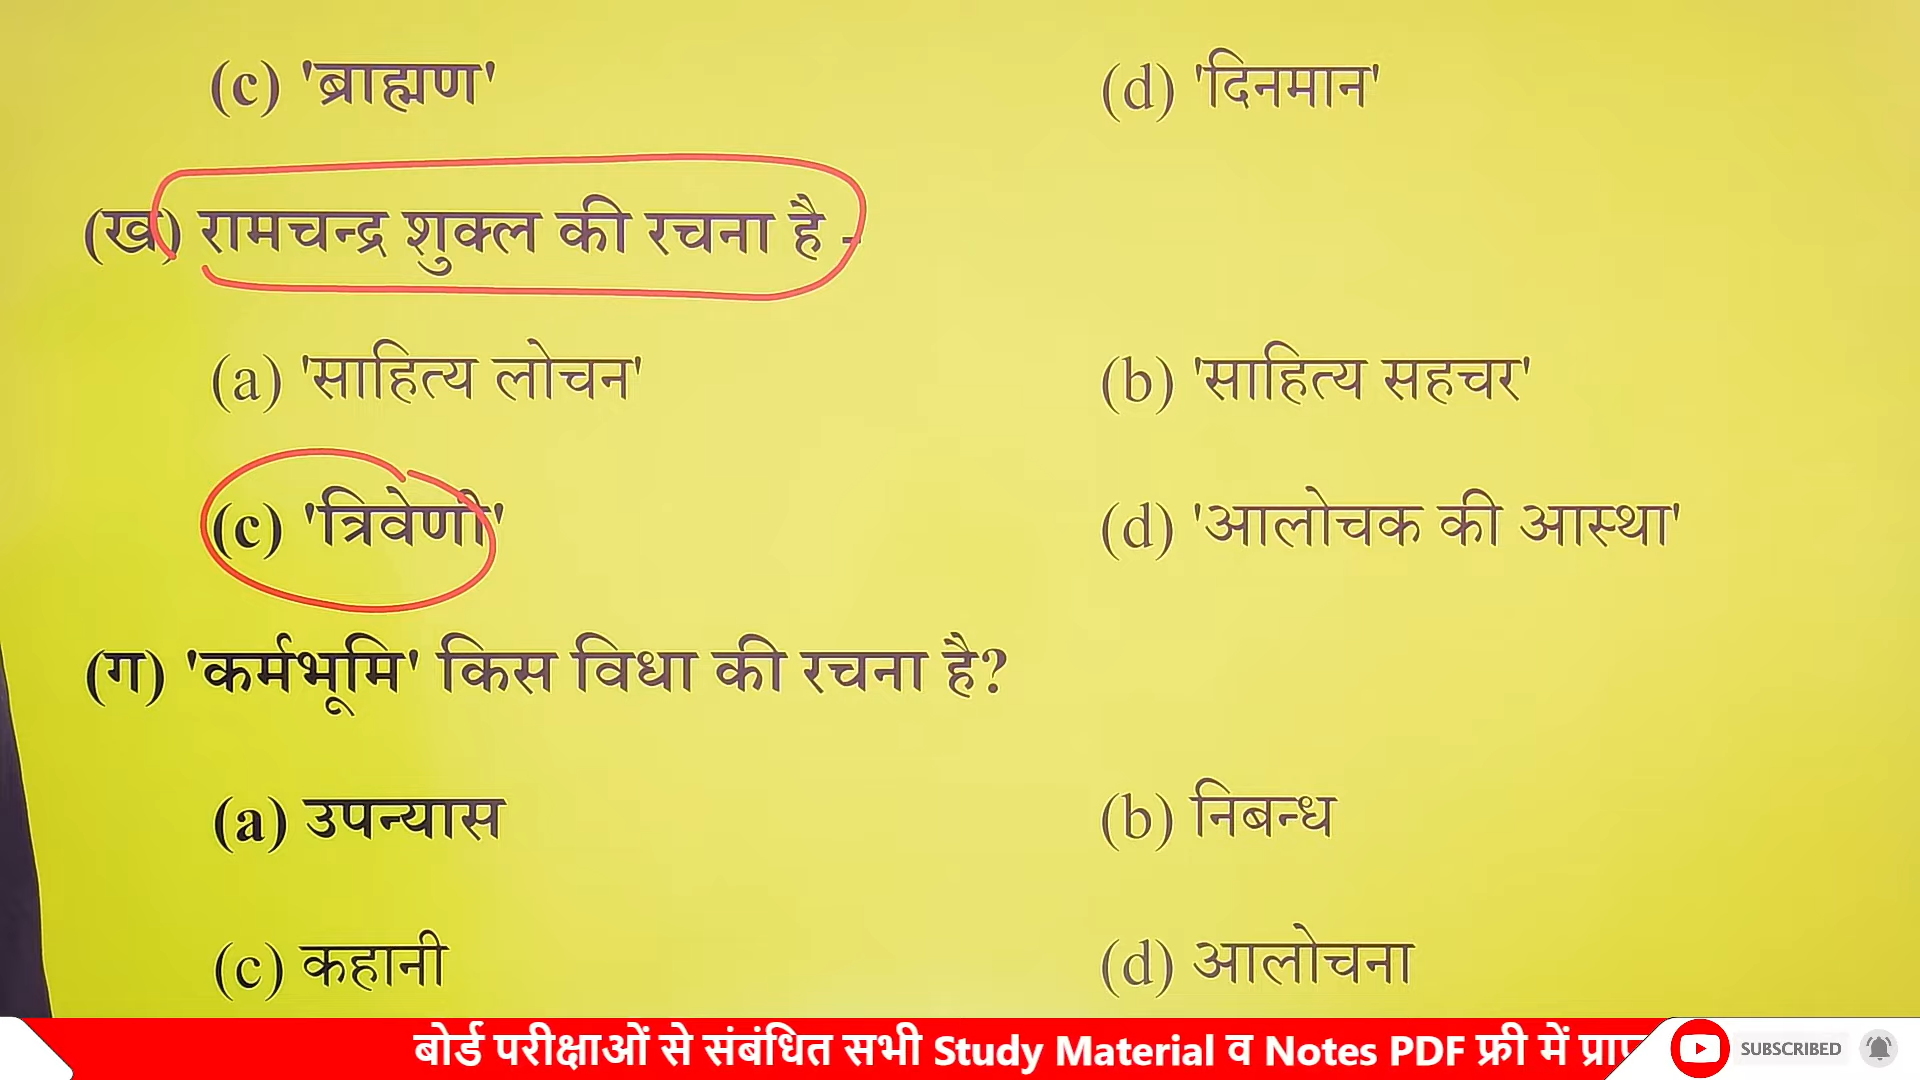 (c) 'ब्राह्मण' (d) 'दिनमान'
(ख) रामचन्द्र शुक्ल की रचना है -
(a) 'साहित्य लोचन' (b) 'साहित्य सहचर'
(c) 'त्रिवेणी' (d) 'आलोचक की आस्था'
(ग) 'कर्मभूमि' किस विधा की रचना है?
(a) उपन्यास (b) निबन्ध
(c) कहानी (d) आलोचना
बोर्ड परीक्षाओं से संबंधित सभी Study Material व Notes PDF फ्री में
SUBSCRIBED